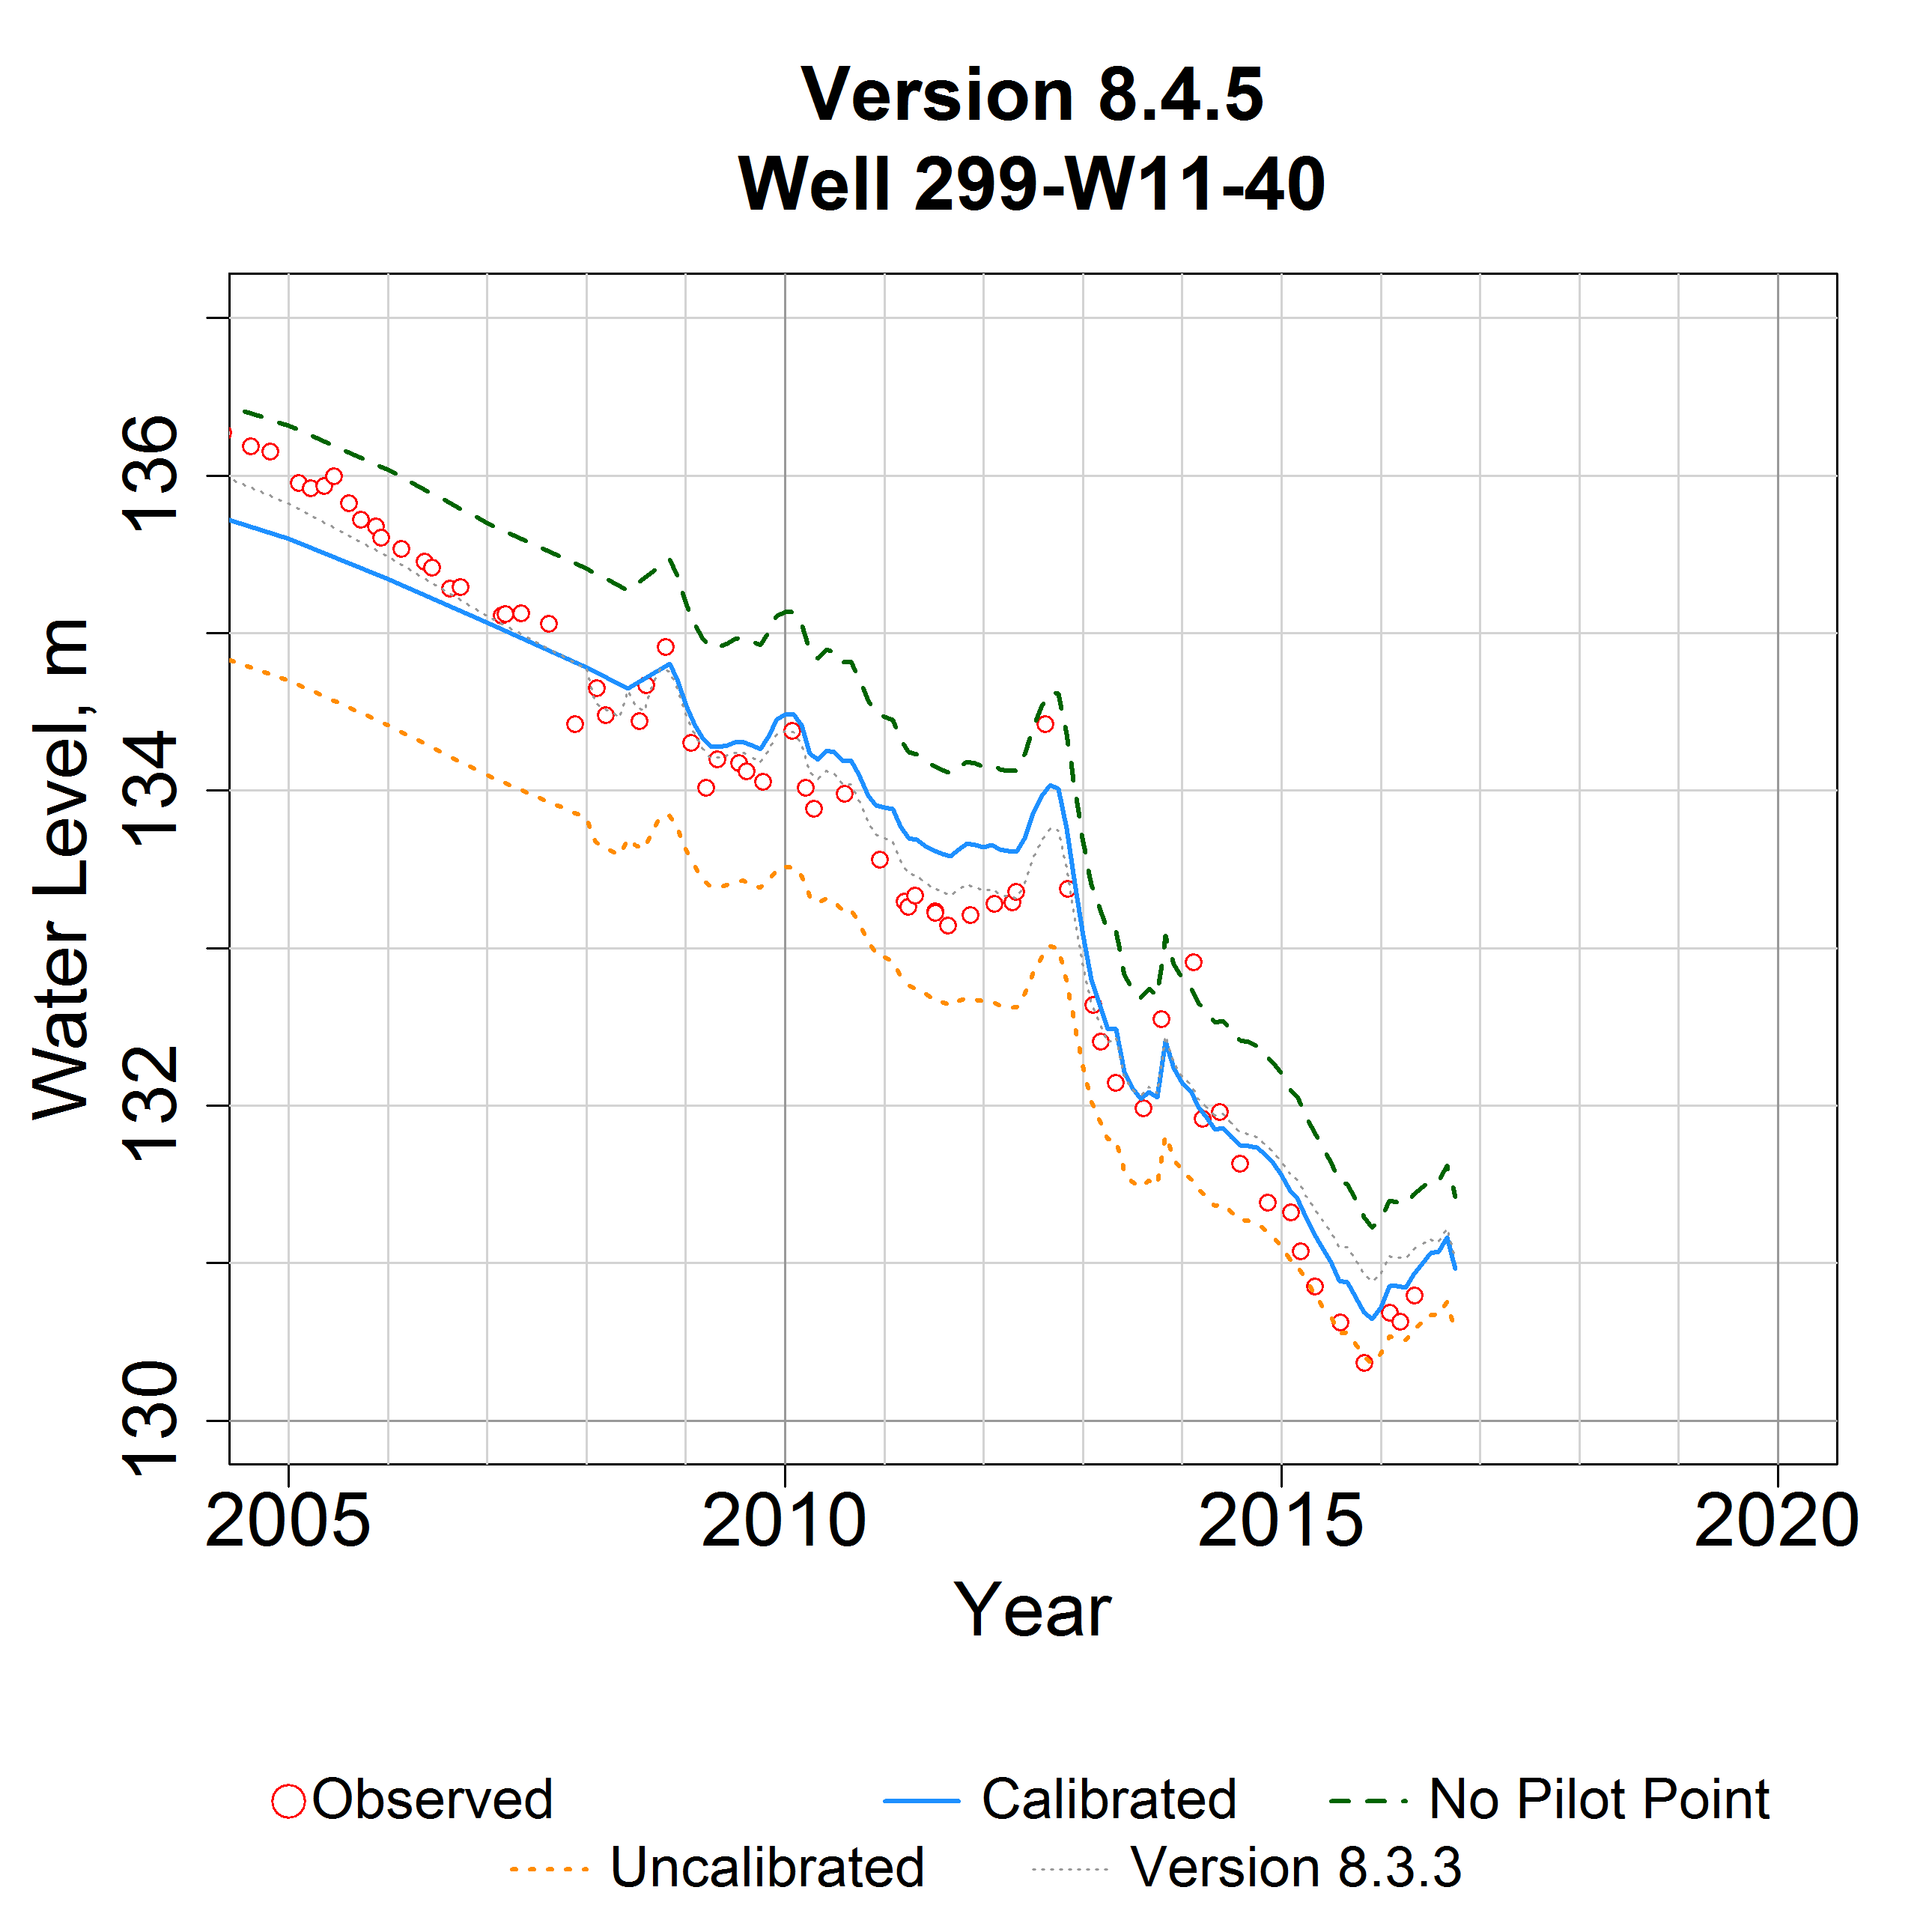 Version 8.4.5
Well 299-W11-40
Water Level, m
136
134
132
130
2005 2010 2015 2020
Year
Observed Calibrated No Pilot Point
Uncalibrated Version 8.3.3